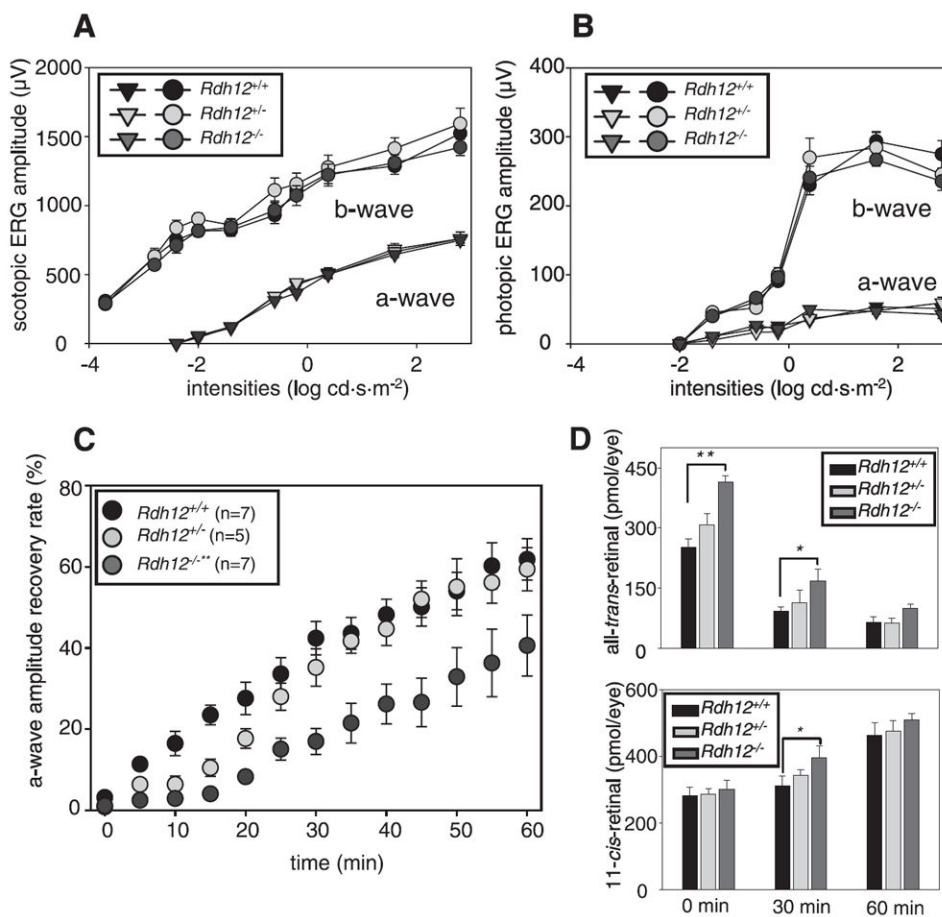 A
scotopic ERG amplitude (µV)
2000
1500
1000
500
0
Rdh12+/+
Rdh12+/-
Rdh12-/-
b-wave
a-wave
-4 -2 0 2
intensities (log cd·s·m-2)
B
photopic ERG amplitude (µV)
400
300
200
100
0
Rdh12+/+
Rdh12+/-
Rdh12-/-
b-wave
a-wave
-4 -2 0 2
intensities (log cd·s·m-2)
C
a-wave amplitude recovery rate (%)
80
60
40
20
0
Rdh12+/+ (n=7)
Rdh12+/- (n=5)
Rdh12-/-** (n=7)
0 10 20 30 40 50 60
time (min)
D
all-trans-retinal (pmol/eye)
450
300
150
0
**
*
Rdh12+/+
Rdh12+/-
Rdh12-/-
11-cis-retinal (pmol/eye)
600
400
200
0
Rdh12+/+
Rdh12+/-
Rdh12-/-
*
0 min 30 min 60 min